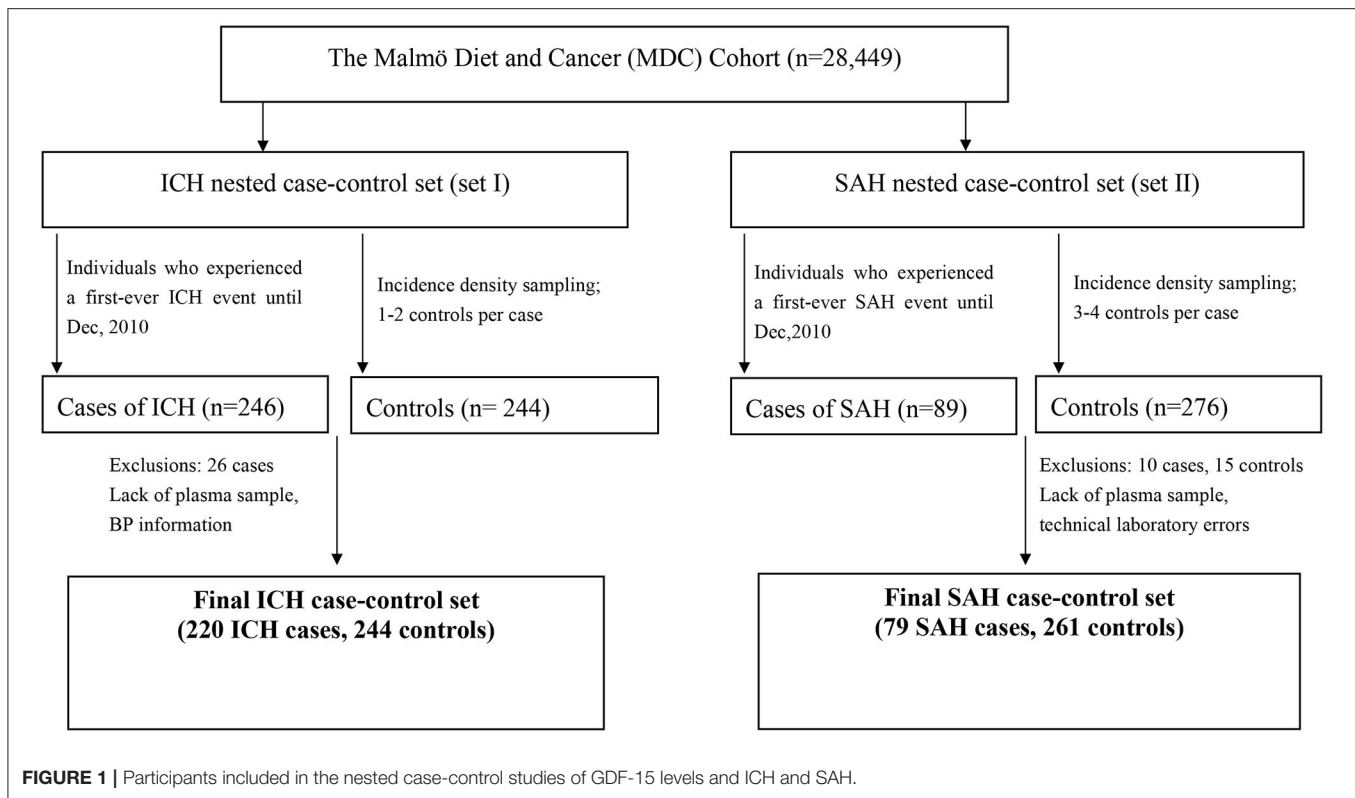 The Malmö Diet and Cancer (MDC) Cohort (n=28,449)
ICH nested case-control set (set I)
SAH nested case-control set (set II)
Individuals who experienced
a first-ever ICH event until
Dec, 2010
Incidence density sampling;
1-2 controls per case
Individuals who experienced
a first-ever SAH event until
Dec,2010
Incidence density sampling;
3-4 controls per case
Cases of ICH (n=246)
Controls (n= 244)
Cases of SAH (n=89)
Controls (n=276)
Exclusions: 26 cases
Lack of plasma sample,
BP information
Exclusions: 10 cases, 15 controls
Lack of plasma sample,
technical laboratory errors
Final ICH case-control set
(220 ICH cases, 244 controls)
Final SAH case-control set
(79 SAH cases, 261 controls)
FIGURE 1 | Participants included in the nested case-control studies of GDF-15 levels and ICH and SAH.